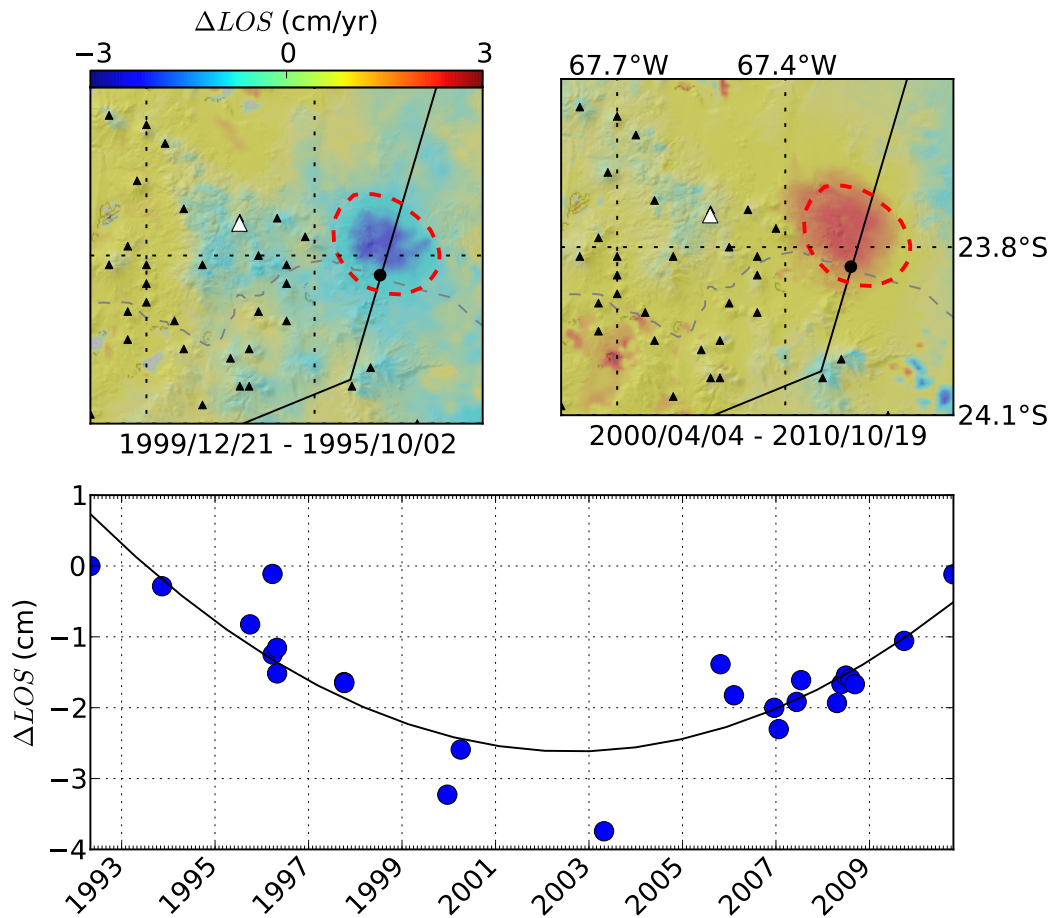 ΔLOS (cm/yr)
−3 0 3
67.7°W 67.4°W
23.8°S
24.1°S
1999/12/21 - 1995/10/02
2000/04/04 - 2010/10/19
ΔLOS (cm)
1
0
−1
−2
−3
−4
1993 1995 1997 1999 2001 2003 2005 2007 2009